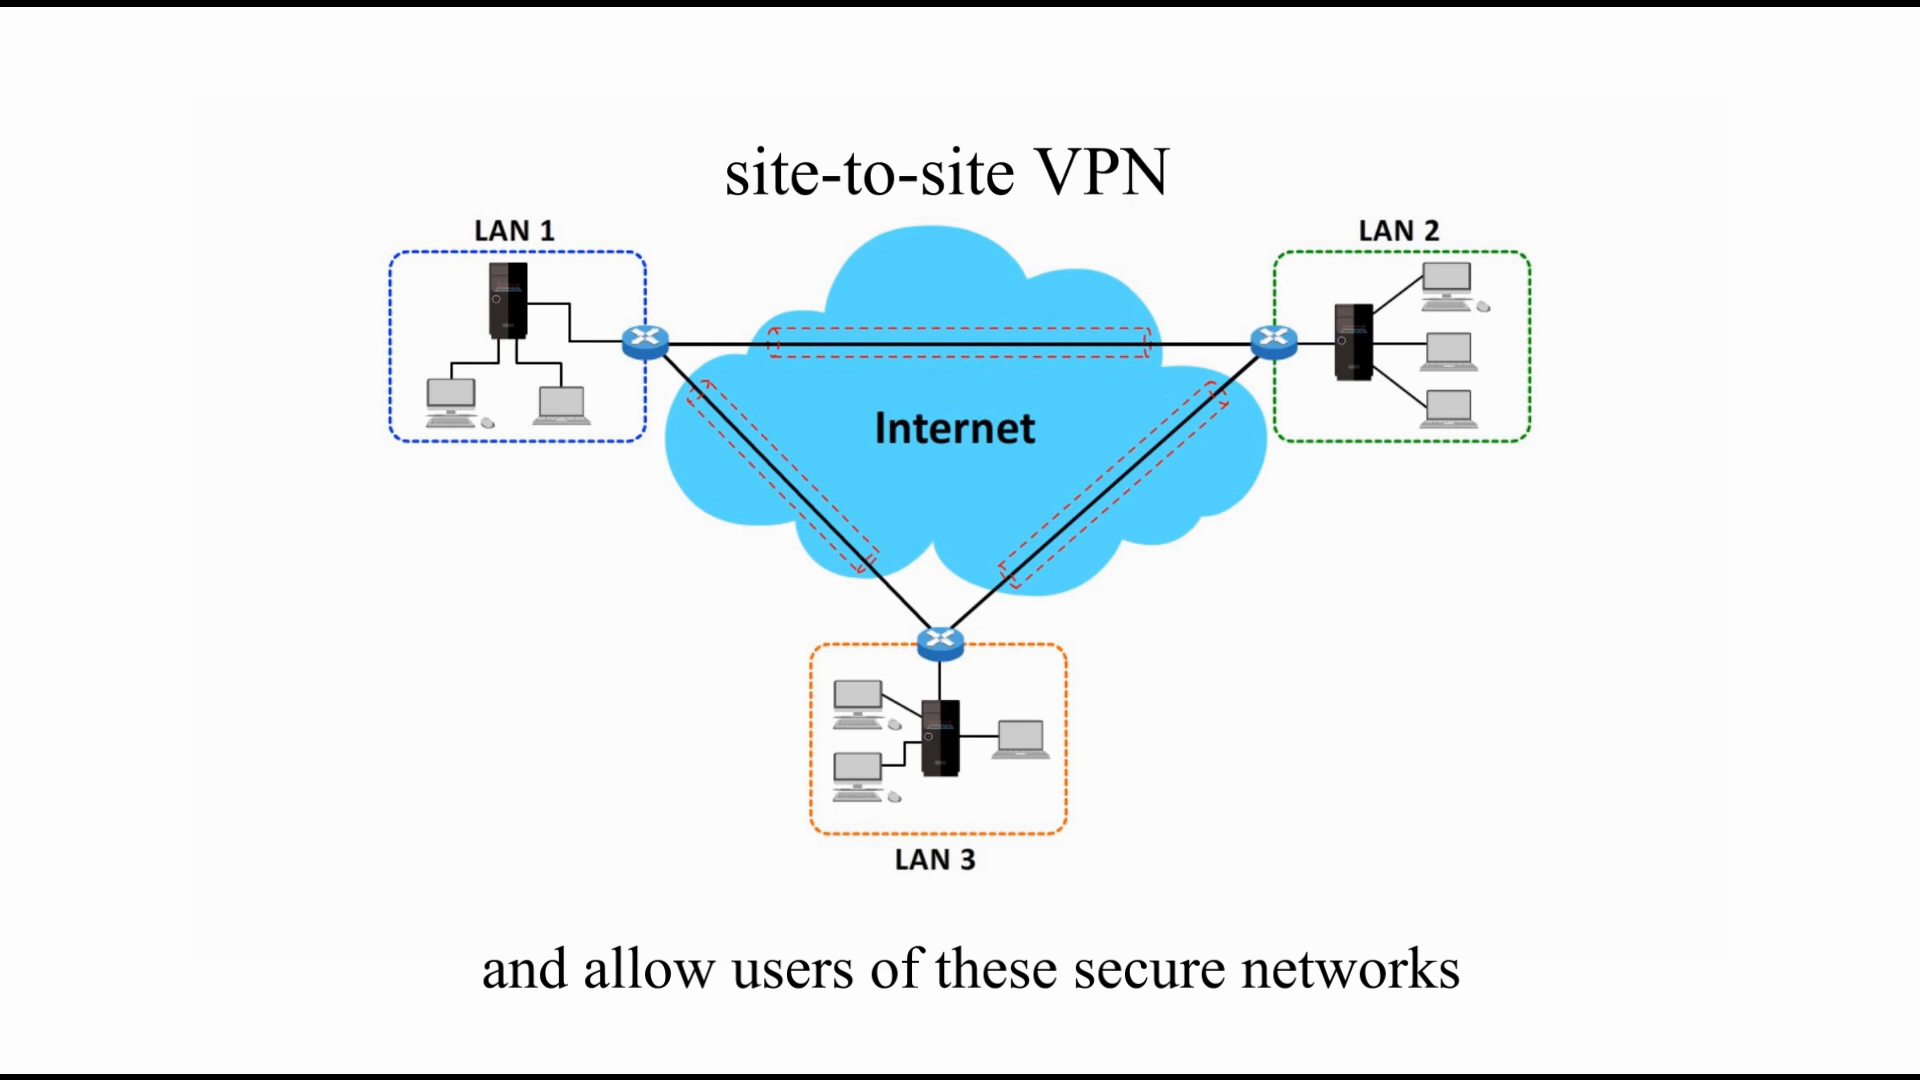 site-to-site VPN
LAN 1
LAN 2
Internet
LAN 3
and allow users of these secure networks